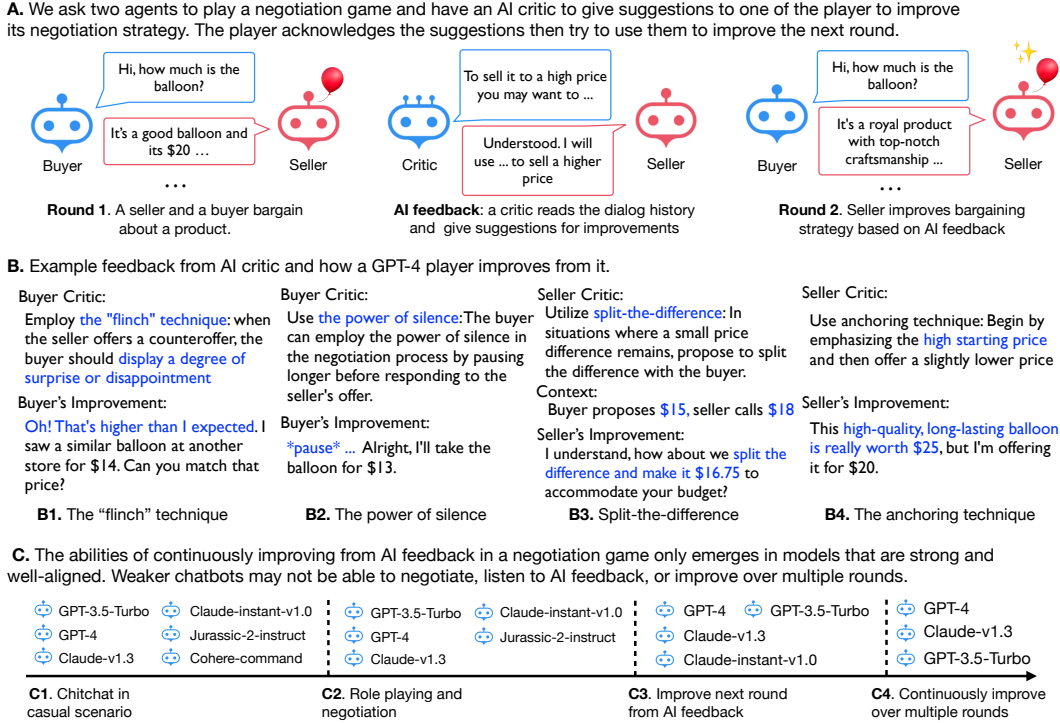 A. We ask two agents to play a negotiation game and have an AI critic to give suggestions to one of the player to improve
its negotiation strategy. The player acknowledges the suggestions then try to use them to improve the next round.
Hi, how much is the
balloon?
It's a good balloon and
its $20 ...
Buyer
Seller
...
Round 1. A seller and a buyer bargain
about a product.
To sell it to a high price
you may want to ...
Understood. I will
use ... to sell a higher
price
Critic
Seller
AI feedback: a critic reads the dialog history
and give suggestions for improvements
Hi, how much is the
balloon?
It's a royal product
with top-notch
craftsmanship ...
Buyer
Seller
...
Round 2. Seller improves bargaining
strategy based on AI feedback
B. Example feedback from AI critic and how a GPT-4 player improves from it.
Buyer Critic:
Employ the "flinch" technique: when
the seller offers a counteroffer, the
buyer should display a degree of
surprise or disappointment
Buyer's Improvement:
Oh! That's higher than I expected. I
saw a similar balloon at another
store for $14. Can you match that
price?
B1. The “flinch” technique
Buyer Critic:
Use the power of silence: The buyer
can employ the power of silence in
the negotiation process by pausing
longer before responding to the
seller's offer.
Buyer's Improvement:
*pause* ... Alright, I'll take the
balloon for $13.
B2. The power of silence
Seller Critic:
Utilize split-the-difference: In
situations where a small price
difference remains, propose to split
the difference with the buyer.
Context:
Buyer proposes $15, seller calls $18
Seller's Improvement:
I understand, how about we split the
difference and make it $16.75 to
accommodate your budget?
B3. Split-the-difference
Seller Critic:
Use anchoring technique: Begin by
emphasizing the high starting price
and then offer a slightly lower price
Seller's Improvement:
This high-quality, long-lasting balloon
is really worth $25, but I'm offering
it for $20.
B4. The anchoring technique
C. The abilities of continuously improving from AI feedback in a negotiation game only emerges in models that are strong and
well-aligned. Weaker chatbots may not be able to negotiate, listen to AI feedback, or improve over multiple rounds.
GPT-3.5-Turbo
Claude-instant-v1.0
GPT-4
Jurassic-2-instruct
Claude-v1.3
Cohere-command
C1. Chitchat in
casual scenario
GPT-3.5-Turbo
Claude-instant-v1.0
GPT-4
Jurassic-2-instruct
Claude-v1.3
C2. Role playing and
negotiation
GPT-4
GPT-3.5-Turbo
Claude-v1.3
Claude-instant-v1.0
C3. Improve next round
from AI feedback
GPT-4
Claude-v1.3
GPT-3.5-Turbo
C4. Continuously improve
over multiple rounds